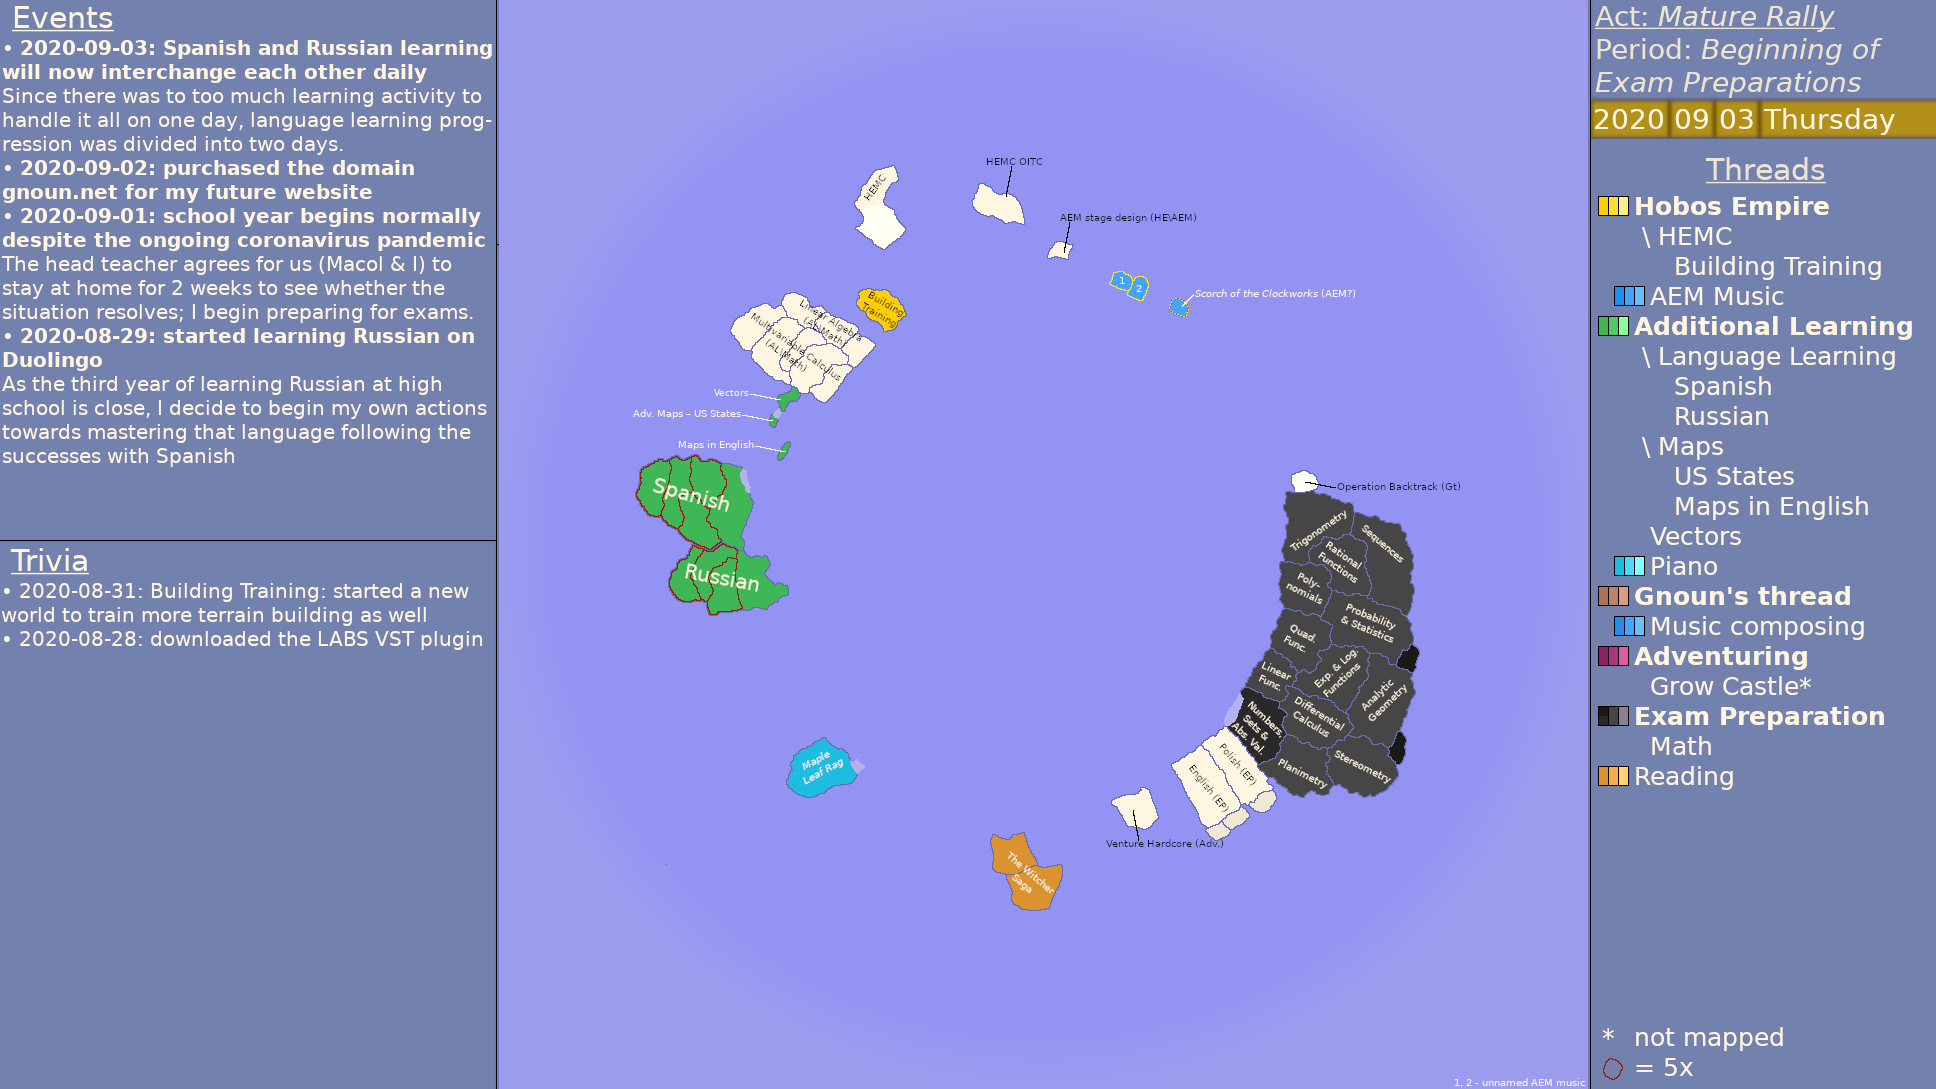 Events
• 2020-09-03: Spanish and Russian learning
will now interchange each other daily
Since there was to too much learning activity to
handle it all on one day, language learning prog-
ression was divided into two days.
• 2020-09-02: purchased the domain
gnoun.net for my future website
• 2020-09-01: school year begins normally
despite the ongoing coronavirus pandemic
The head teacher agrees for us (Macol & I) to
stay at home for 2 weeks to see whether the
situation resolves; I begin preparing for exams.
• 2020-08-29: started learning Russian on
Duolingo
As the third year of learning Russian at high
school is close, I decide to begin my own actions
towards mastering that language following the
successes with Spanish
Trivia
• 2020-08-31: Building Training: started a new
world to train more terrain building as well
• 2020-08-28: downloaded the LABS VST plugin
HEMC
HEMC OITC
AEM stage design (HE\AEM)
1
2
Scorch of the Clockworks (AEM?)
Building
Training
Linear Algebra
(AL\Math)
Multivariable Calculus
(AL\Math)
Vectors
Adv. Maps – US States
Maps in English
Spanish
Russian
Operation Backtrack (Gt)
Trigonometry
Sequences
Rational
Functions
Poly-
nomials
Probability
& Statistics
Quad.
Func.
Exp. & Log.
Functions
Linear
Func.
Analytic
Geometry
Differential
Calculus
Numbers,
Sets &
Abs. Val.
Planimetry
Stereometry
Polish (EP)
English (EP)
Maple
Leaf Rag
Venture Hardcore (Adv.)
The Witcher
Saga
1, 2 - unnamed AEM music
Act: Mature Rally
Period: Beginning of
Exam Preparations
2020 09 03 Thursday
Threads
Hobos Empire
\ HEMC
Building Training
AEM Music
Additional Learning
\ Language Learning
Spanish
Russian
\ Maps
US States
Maps in English
Vectors
Piano
Gnoun's thread
Music composing
Adventuring
Grow Castle*
Exam Preparation
Math
Reading
* not mapped
= 5x